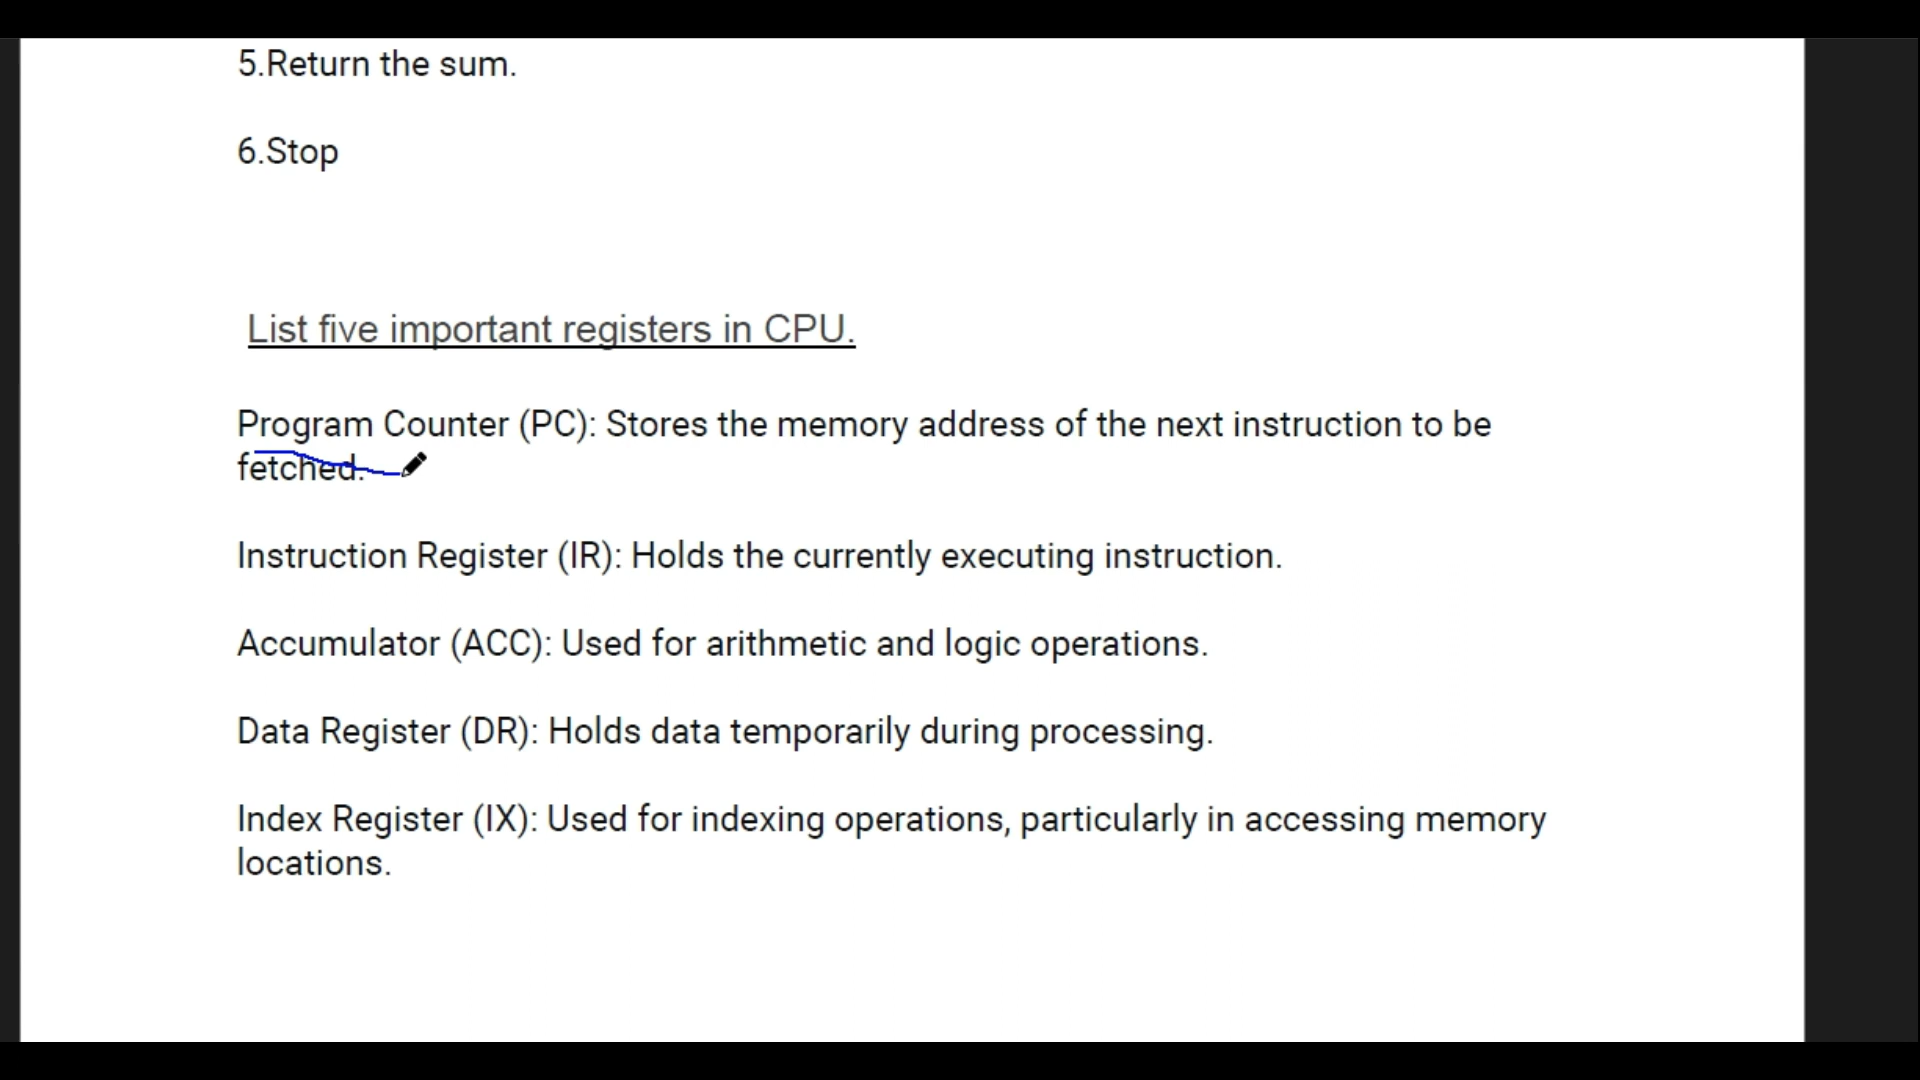 5.Return the sum.
6.Stop
List five important registers in CPU.
Program Counter (PC): Stores the memory address of the next instruction to be
fetched.
Instruction Register (IR): Holds the currently executing instruction.
Accumulator (ACC): Used for arithmetic and logic operations.
Data Register (DR): Holds data temporarily during processing.
Index Register (IX): Used for indexing operations, particularly in accessing memory
locations.